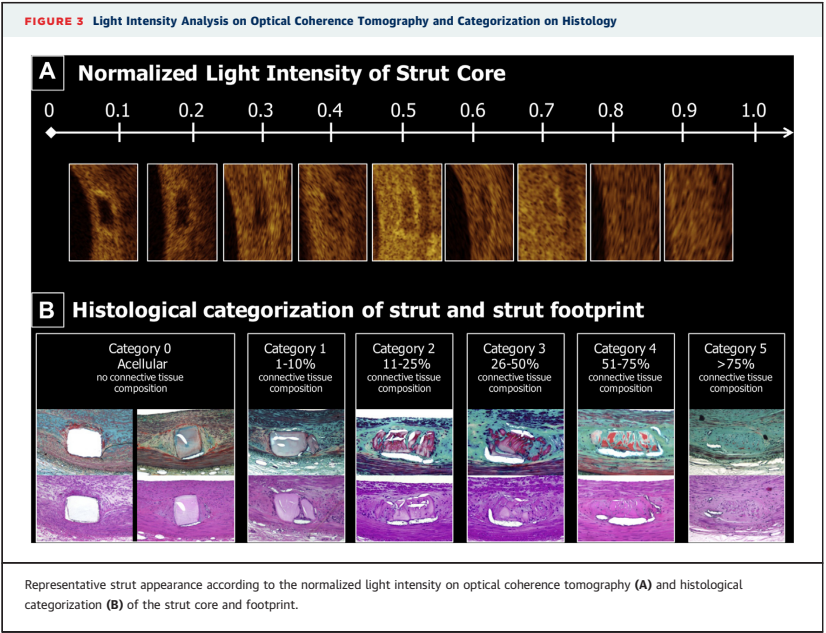 FIGURE 3 Light Intensity Analysis on Optical Coherence Tomography and Categorization on Histology
A Normalized Light Intensity of Strut Core
0 0.1 0.2 0.3 0.4 0.5 0.6 0.7 0.8 0.9 1.0
B Histological categorization of strut and strut footprint
Category 0
Acellular
no connective tissue
composition
Category 1
1-10%
connective tissue
composition
Category 2
11-25%
connective tissue
composition
Category 3
26-50%
connective tissue
composition
Category 4
51-75%
connective tissue
composition
Category 5
>75%
connective tissue
composition
Representative strut appearance according to the normalized light intensity on optical coherence tomography (A) and histological
categorization (B) of the strut core and footprint.